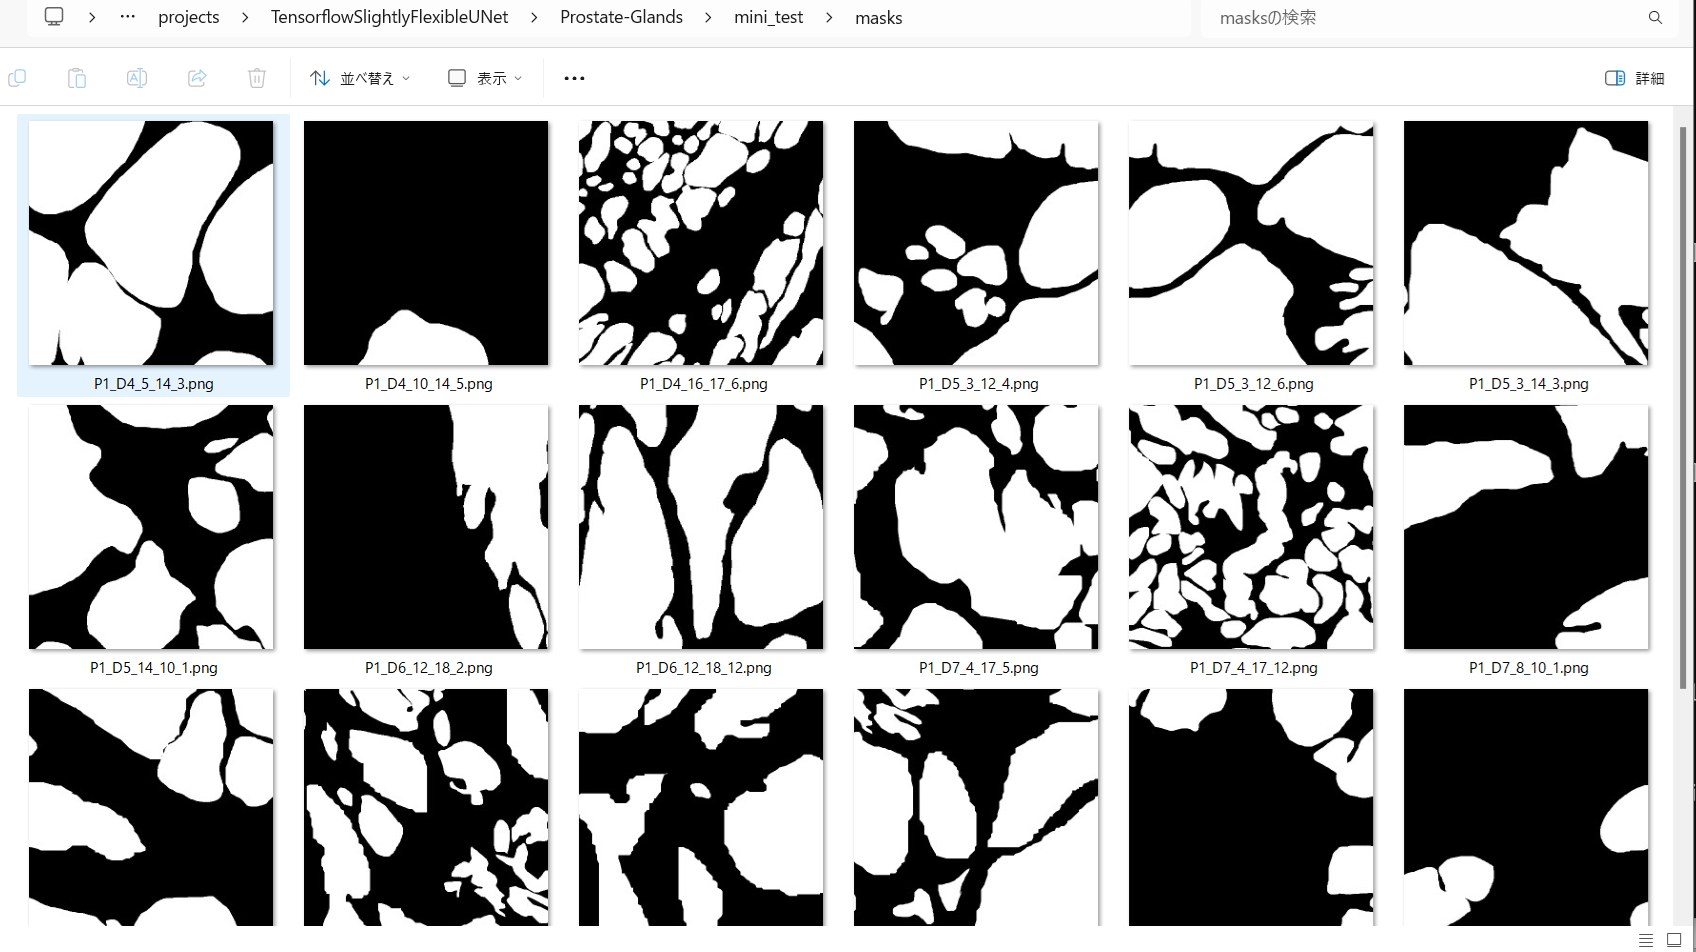 projects > TensorflowSlightlyFlexibleUNet > Prostate-Glands > mini_test > masks
masksの検索
並べ替え
表示
詳細
P1_D4_5_14_3.png
P1_D4_10_14_5.png
P1_D4_16_17_6.png
P1_D5_3_12_4.png
P1_D5_3_12_6.png
P1_D5_3_14_3.png
P1_D5_14_10_1.png
P1_D6_12_18_2.png
P1_D6_12_18_12.png
P1_D7_4_17_5.png
P1_D7_4_17_12.png
P1_D7_8_10_1.png